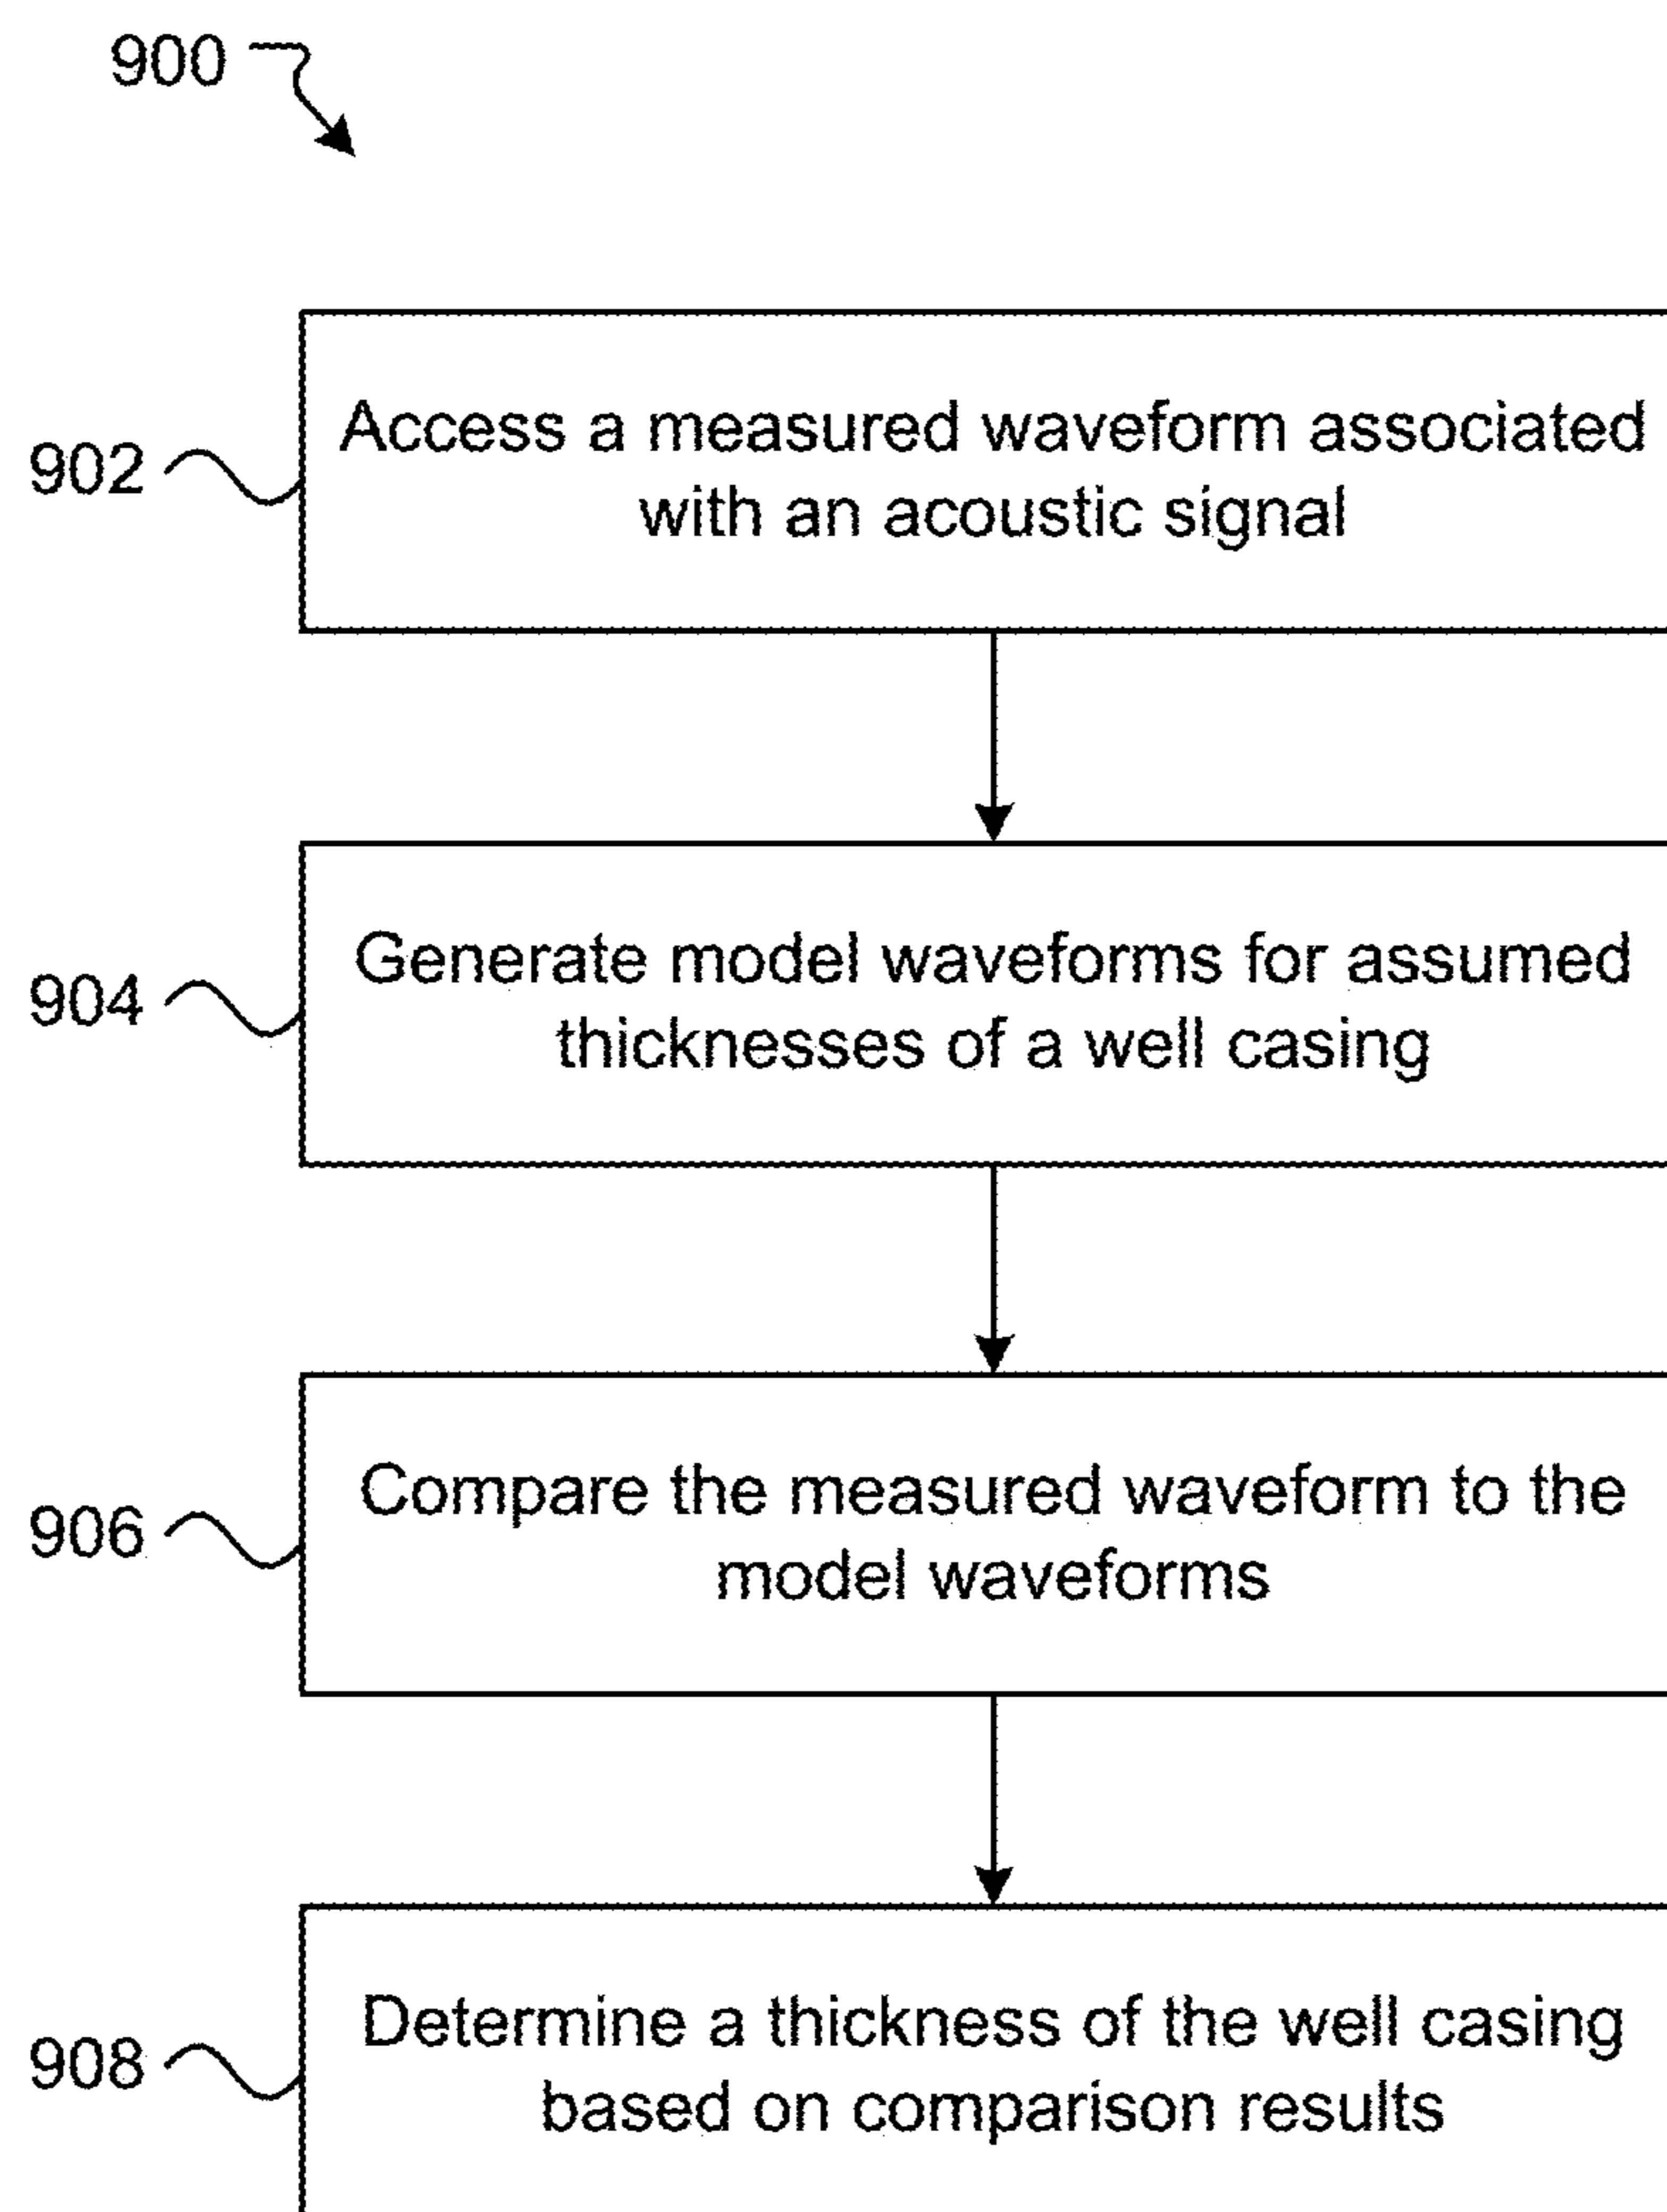 900
902
Access a measured waveform associated
with an acoustic signal
904
Generate model waveforms for assumed
thicknesses of a well casing
906
Compare the measured waveform to the
model waveforms
908
Determine a thickness of the well casing
based on comparison results